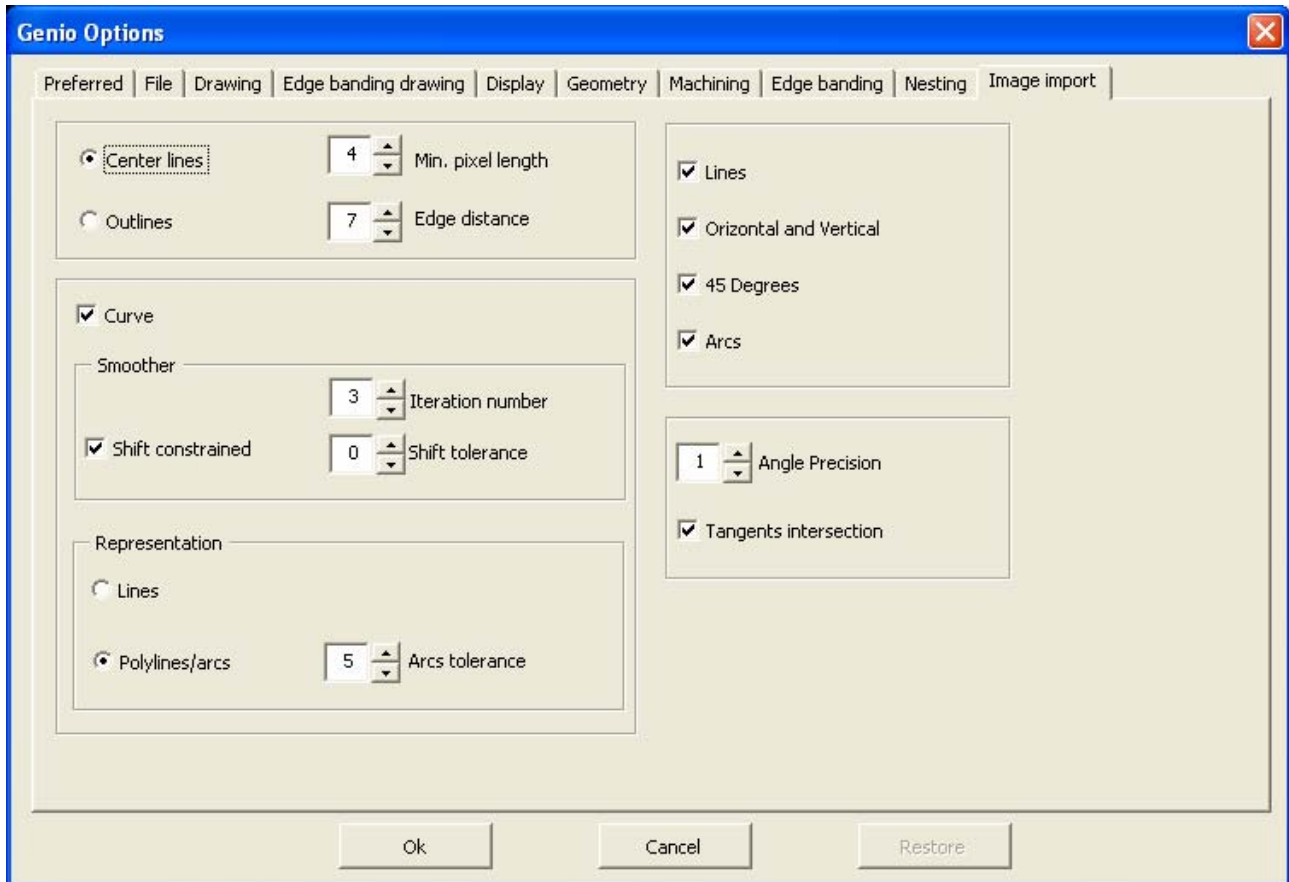 Genio Options
Preferred File Drawing Edge banding drawing Display Geometry Machining Edge banding Nesting Image import
Center lines
4 Min. pixel length
Outlines
7 Edge distance
Curve
Smoother
3 Iteration number
Shift constrained
0 Shift tolerance
Representation
Lines
Polylines/arcs
5 Arcs tolerance
Lines
Orizontal and Vertical
45 Degrees
Arcs
1 Angle Precision
Tangents intersection
Ok Cancel Restore